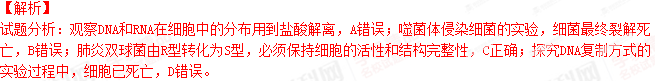 【解析】
试题分析：观察DNA和RNA在细胞中的分布用到盐酸解离，A错误；噬菌体侵染细菌的实验，细菌最终裂解死
亡，B错误；肺炎双球菌由R型转化为S型，必须保持细菌的活性和结构完整性，C正确；探究DNA复制方式的
实验过程中，细胞已死亡，D错误。